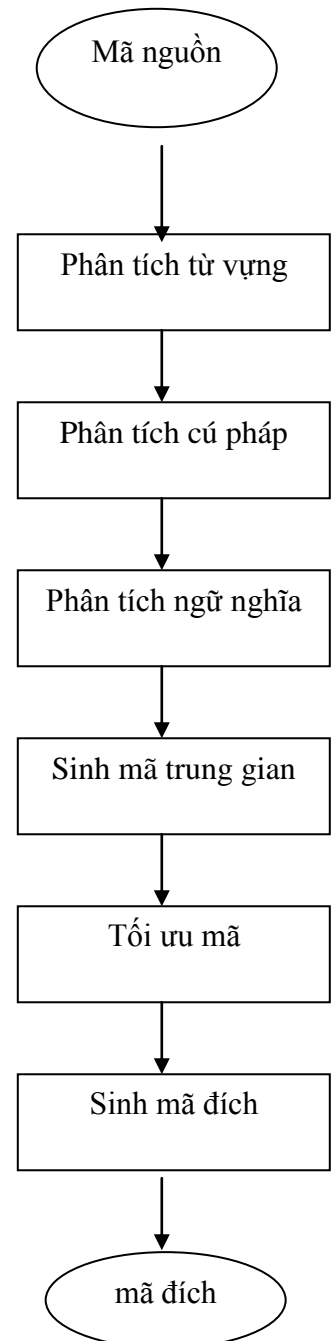 Mã nguồn
Phân tích từ vựng
Phân tích cú pháp
Phân tích ngữ nghĩa
Sinh mã trung gian
Tối ưu mã
Sinh mã đích
mã đích